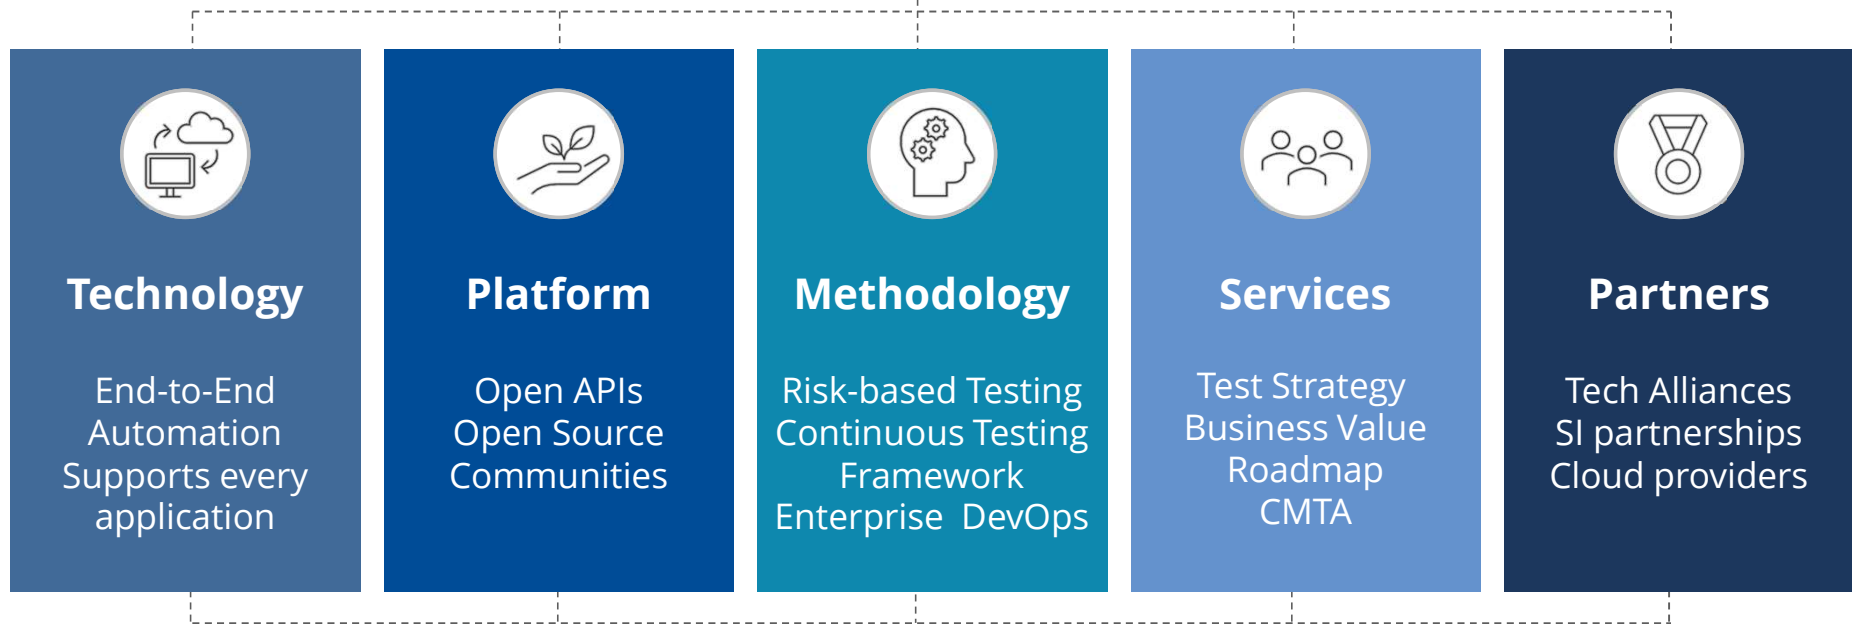 Technology
End-to-End
Automation
Supports every
application
Platform
Open APIs
Open Source
Communities
Methodology
Risk-based Testing
Continuous Testing
Framework
Enterprise  DevOps
Services
Test Strategy
Business Value
Roadmap
CMTA
Partners
Tech Alliances
SI partnerships
Cloud providers